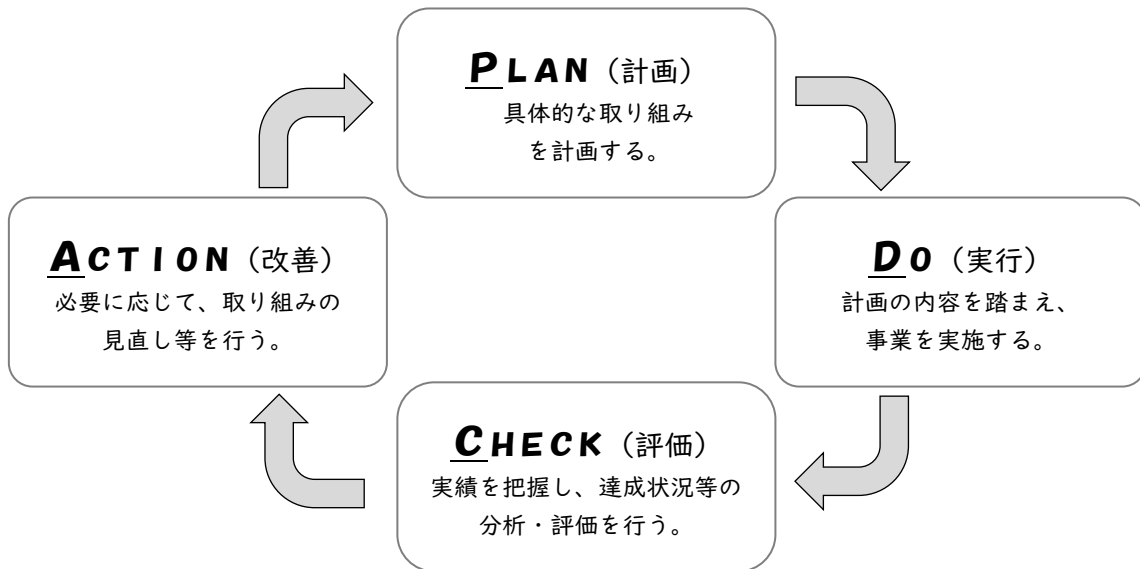 PLAN（計画）
具体的な取り組み
を計画する。
DO（実行）
計画の内容を踏まえ、
事業を実施する。
CHECK（評価）
実績を把握し、達成状況等の
分析・評価を行う。
ACTION（改善）
必要に応じて、取り組みの
見直し等を行う。